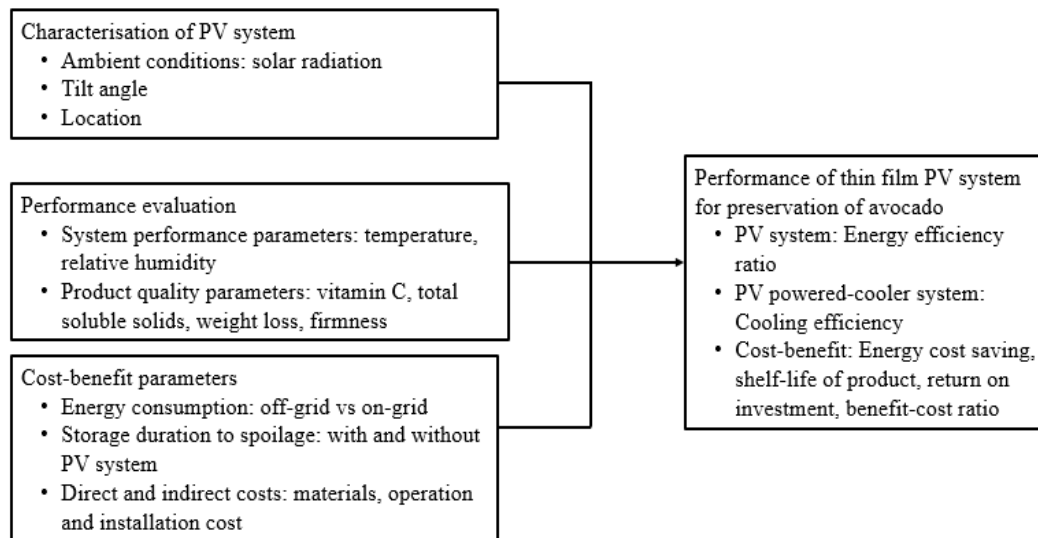 Characterisation of PV system
• Ambient conditions: solar radiation
• Tilt angle
• Location
Performance evaluation
• System performance parameters: temperature,
relative humidity
• Product quality parameters: vitamin C, total
soluble solids, weight loss, firmness
Cost-benefit parameters
• Energy consumption: off-grid vs on-grid
• Storage duration to spoilage: with and without
PV system
• Direct and indirect costs: materials, operation
and installation cost
Performance of thin film PV system
for preservation of avocado
• PV system: Energy efficiency
ratio
• PV powered-cooler system:
Cooling efficiency
• Cost-benefit: Energy cost saving,
shelf-life of product, return on
investment, benefit-cost ratio